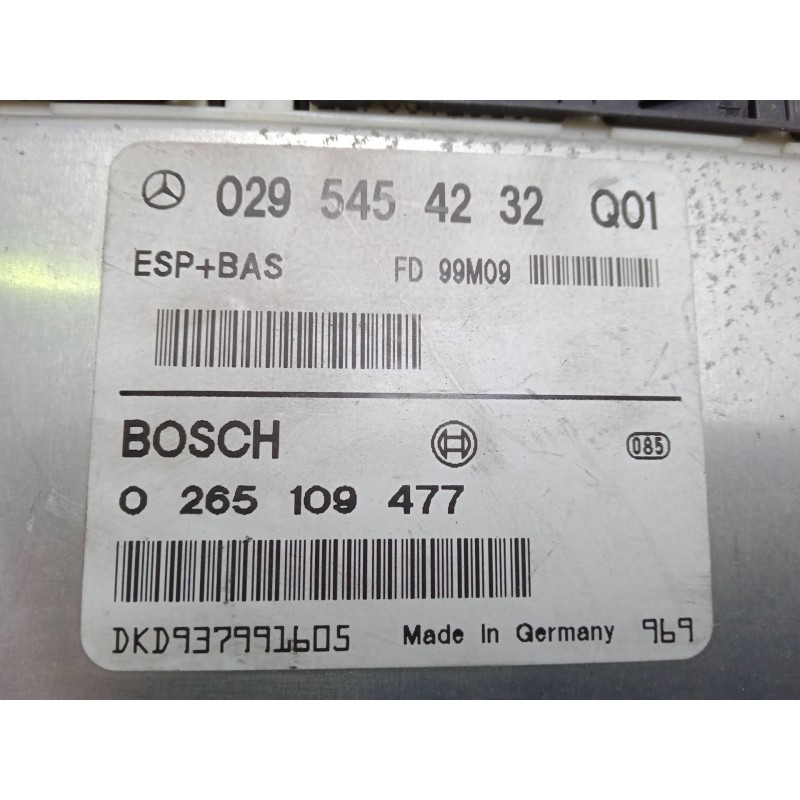 029 545 42 32 Q01
ESP+BAS FD 99M09
BOSCH 085
0 265 109 477
DKD937991605 Made in Germany 969